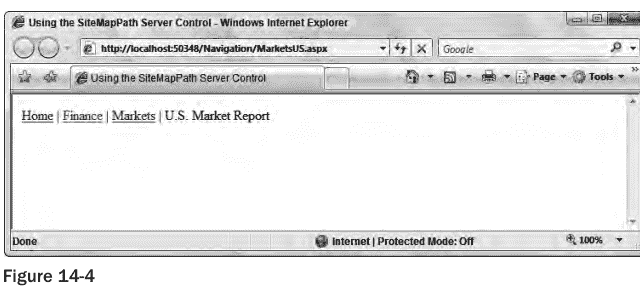 Using the SiteMapPath Server Control - Windows Internet Explorer
http://localhost:50348/Navigation/MarketsUS.aspx
Google
Using the SiteMapPath Server Control
Page
Tools
»
Home | Finance | Markets | U.S. Market Report
Done
Internet | Protected Mode: Off
100%
Figure 14-4